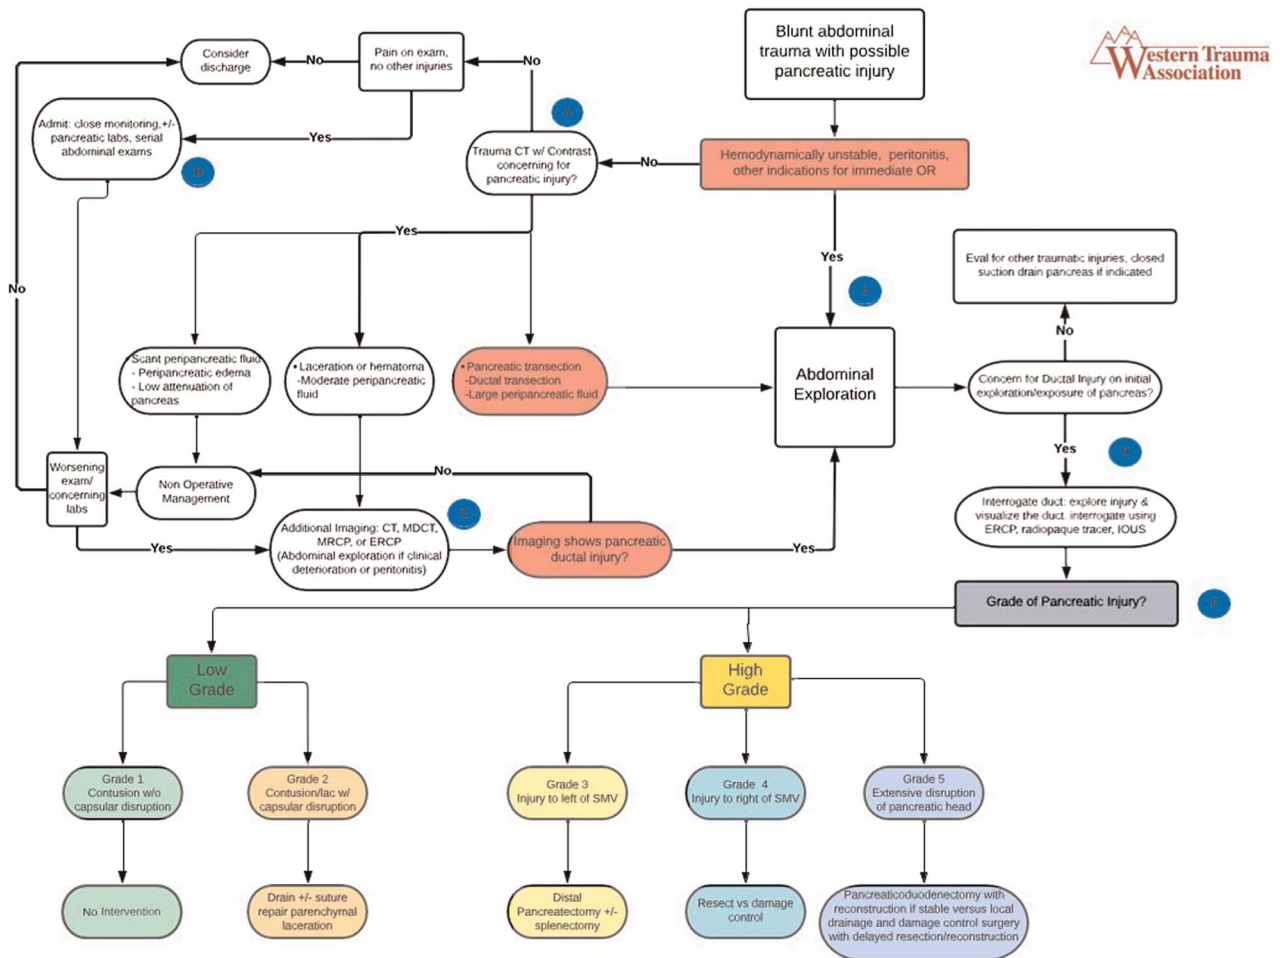 Blunt abdominal
trauma with possible
pancreatic injury
Western Trauma
Association
Consider
discharge
No
Pain on exam,
no other injuries
No
Admit: close monitoring,+/-
pancreatic labs, serial
abdominal exams
Yes
B
A
Trauma CT w/ Contrast
concerning for
pancreatic injury?
No
Hemodynamically unstable, peritonitis,
other indications for immediate OR
Yes
Yes
No
Eval for other traumatic injuries, closed
suction drain pancreas if indicated
No
• Scant peripancreatic fluid
- Peripancreatic edema
- Low attenuation of
pancreas
• Laceration or hematoma
-Moderate peripancreatic
fluid
• Pancreatic transection
-Ductal transection
-Large peripancreatic fluid
Abdominal
Exploration
Concern for Ductal Injury on initial
exploration/exposure of pancreas?
Yes
Worsening
exam/
concerning
labs
Non Operative
Management
No
Yes
Additional Imaging: CT, MDCT,
MRCP, or ERCP
(Abdominal exploration if clinical
deterioration or peritonitis)
C
Imaging shows pancreatic
ductal injury?
Yes
Interrogate duct: explore injury &
visualize the duct. interrogate using
ERCP, radiopaque tracer, IOUS
Grade of Pancreatic Injury?
F
Low
Grade
High
Grade
Grade 1
Contusion w/o
capsular disruption
Grade 2
Contusion/lac w/
capsular disruption
Grade 3
Injury to left of SMV
Grade 4
Injury to right of SMV
Grade 5
Extensive disruption
of pancreatic head
No Intervention
Drain +/- suture
repair parenchymal
laceration
Distal
Pancreatectomy +/-
splenectomy
Resect vs damage
control
Pancreaticoduodenectomy with
reconstruction if stable versus local
drainage and damage control surgery
with delayed resection/reconstruction